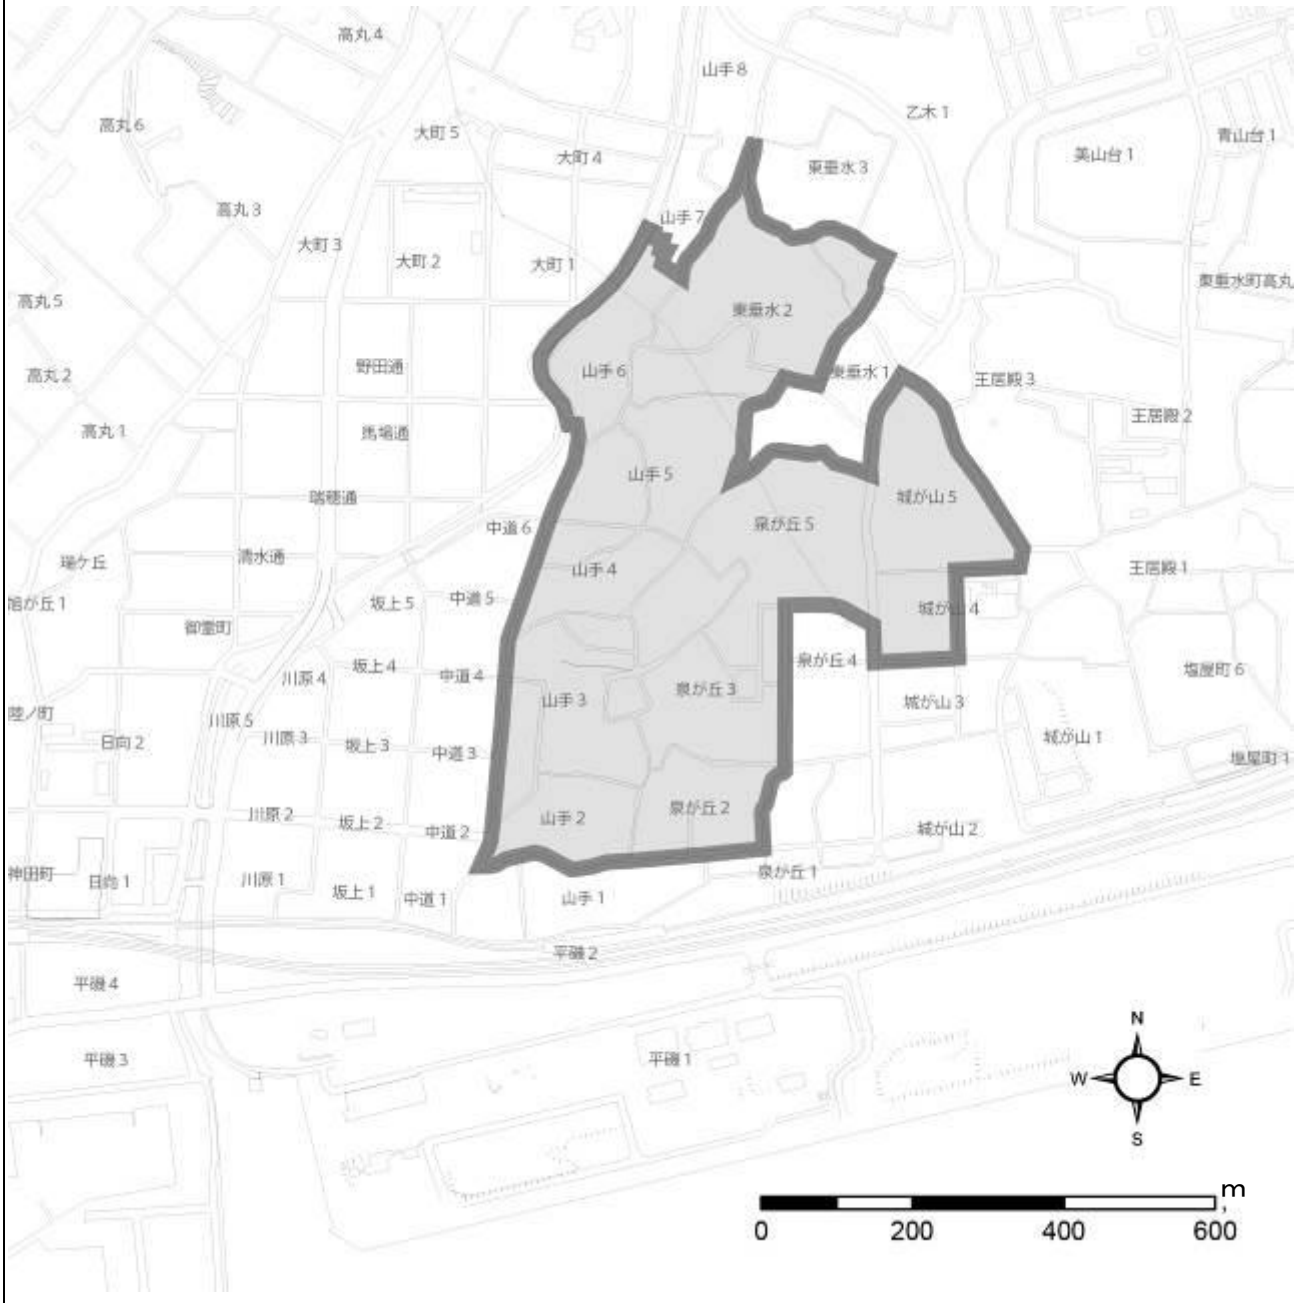 高丸 4
山手 8
乙木 1
高丸 6
大町 5
青山台 1
大町 4
美山台 1
東垂水 3
高丸 3
山手 7
大町 3
大町 2
大町 1
東垂水町高丸
高丸 5
東垂水 2
野田通
山手 6
東垂水 1
王居殿 3
高丸 2
王居殿 2
高丸 1
馬場通
山手 5
瑞穂通
城が山 5
中道 6
泉が丘 5
清水通
瑞ケ丘
山手 4
王居殿 1
旭が丘 1
坂上 5
中道 5
城が山 4
御霊町
坂上 4
泉が丘 4
川原 4
中道 4
塩屋町 6
泉が丘 3
山手 3
城が山 3
陸ノ町
川原 5
日向 2
川原 3
坂上 3
中道 3
城が山 1
塩屋町 1
泉が丘 2
川原 2
坂上 2
中道 2
山手 2
城が山 2
神田町
日向 1
川原 1
坂上 1
中道 1
山手 1
泉が丘 1
平磯 2
平磯 4
平磯 3
平磯 1
N
W
E
S
m
0
200
400
600